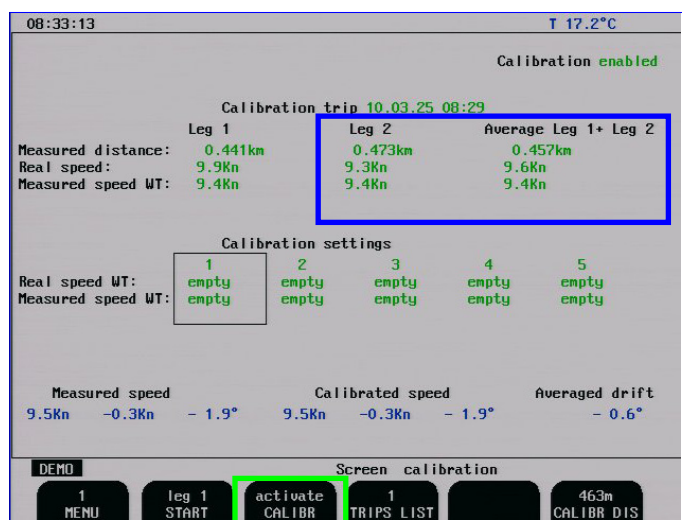 08:33:13 T 17.2°C
Calibration enabled
Calibration trip 10.03.25 08:29
Leg 1 Leg 2 Average Leg 1+ Leg 2
Measured distance: 0.441km 0.473km 0.457km
Real speed: 9.9Kn 9.3Kn 9.6Kn
Measured speed WT: 9.4Kn 9.4Kn 9.4Kn
Calibration settings
1 2 3 4 5
Real speed WT: empty empty empty empty empty
Measured speed WT: empty empty empty empty empty
Measured speed Calibrated speed Averaged drift
9.5Kn -0.3Kn - 1.9° 9.5Kn -0.3Kn - 1.9° - 0.6°
DEMO Screen calibration
1 leg 1 activate 1 463m
MENU START CALIBR TRIPS LIST CALIBR DIS